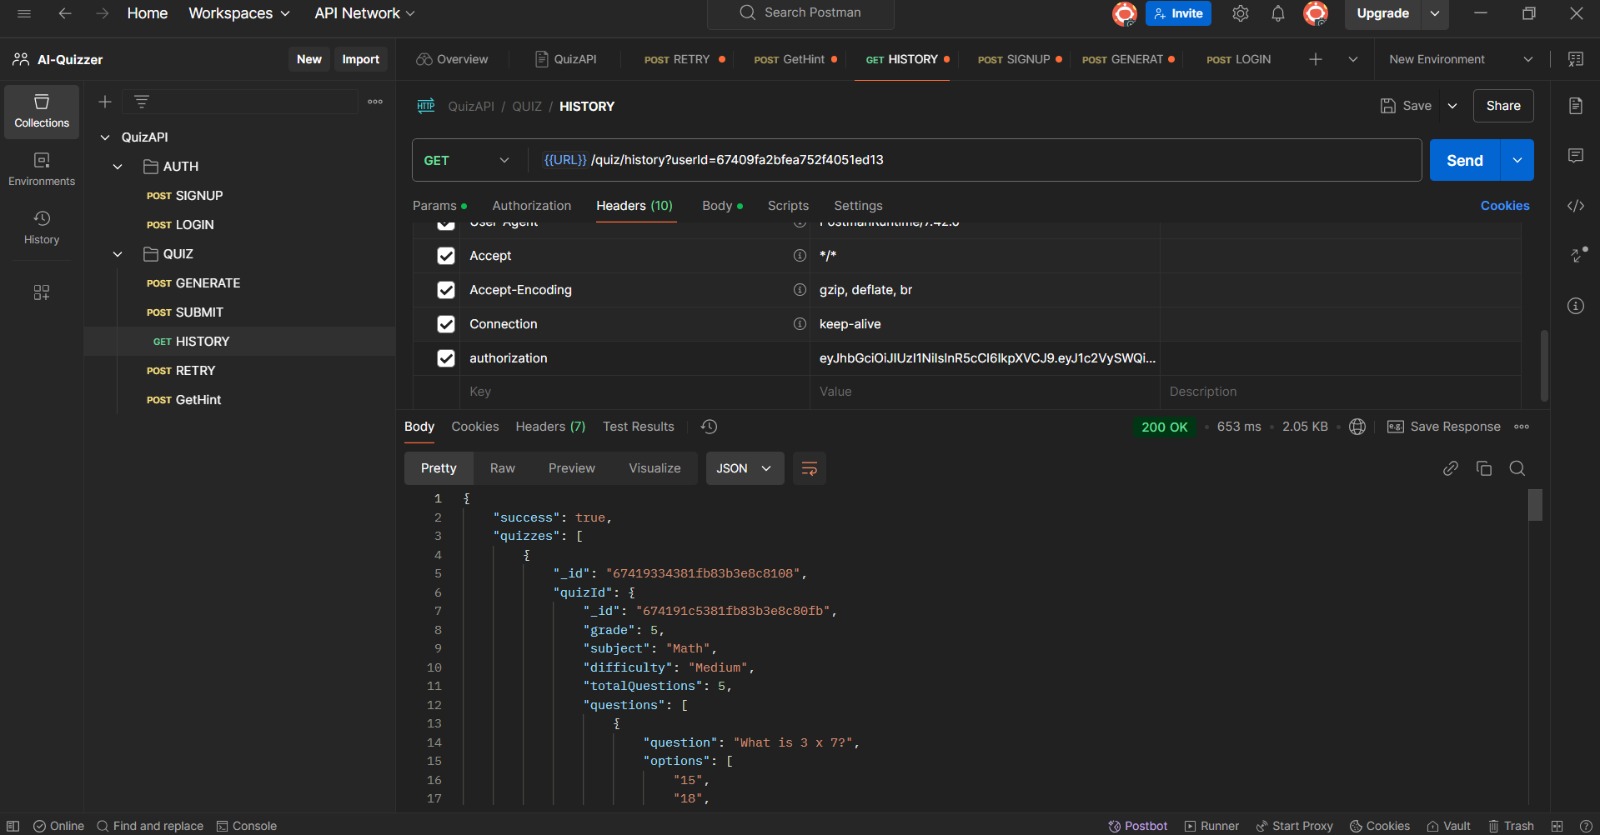 Home Workspaces API Network Search Postman Invite Upgrade
AI-Quizzer New Import Overview QuizAPI POST RETRY POST GetHint GET HISTORY POST SIGNUP POST GENERAT POST LOGIN New Environment
Collections
Environments
History
QuizAPI
AUTH
POST SIGNUP
POST LOGIN
QUIZ
POST GENERATE
POST SUBMIT
GET HISTORY
POST RETRY
POST GetHint
HTTP QuizAPI / QUIZ / HISTORY Save Share
GET {{URL}} /quiz/history?userId=67409fa2bfea752f4051ed13 Send
Params Authorization Headers (10) Body Scripts Settings Cookies
User-Agent PostmanRuntime/7.42.0
Accept */*
Accept-Encoding gzip, deflate, br
Connection keep-alive
authorization eyJhbGciOiJIUzI1NiIsInR5cCI6IkpXVCJ9.eyJ1c2VySWQi...
Key Value Description
Body Cookies Headers (7) Test Results 200 OK 653 ms 2.05 KB e.g. Save Response
Pretty Raw Preview Visualize JSON
1 {
2 "success": true,
3 "quizzes": [
4 {
5 "_id": "67419334381fb83b3e8c8108",
6 "quizId": {
7 "_id": "674191c5381fb83b3e8c80fb",
8 "grade": 5,
9 "subject": "Math",
10 "difficulty": "Medium",
11 "totalQuestions": 5,
12 "questions": [
13 {
14 "question": "What is 3 x 7?",
15 "options": [
16 "15",
17 "18",
Online Find and replace Console Postbot Runner Start Proxy Cookies Vault Trash